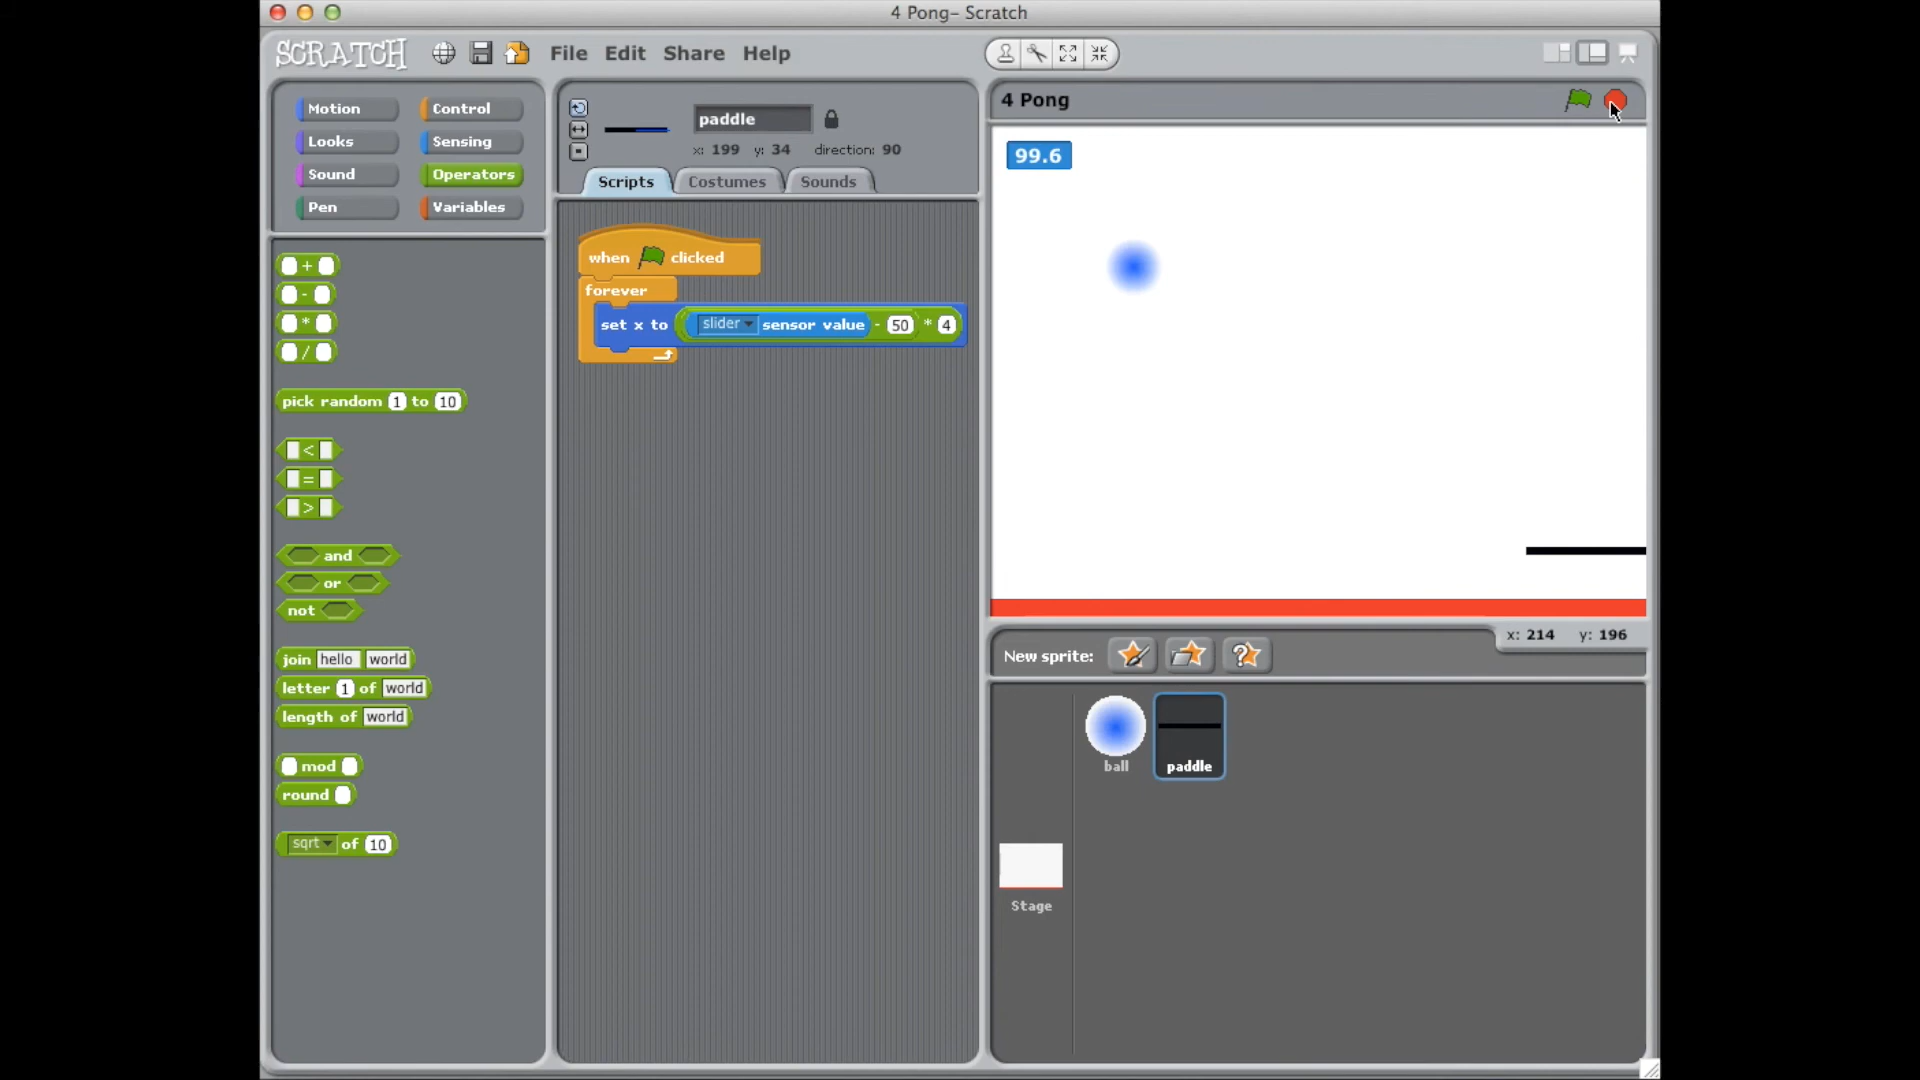 4 Pong– Scratch
SCRATCH File Edit Share Help
Motion Control
Looks Sensing
Sound Operators
Pen Variables
+
-
*
/
pick random 1 to 10
<
=
>
and
or
not
join hello world
letter 1 of world
length of world
mod
round
sqrt of 10
paddle
x: 199 y: 34 direction: 90
Scripts Costumes Sounds
when clicked
forever
set x to slider sensor value - 50 * 4
4 Pong
99.6
x: 214 y: 196
New sprite:
ball
paddle
Stage